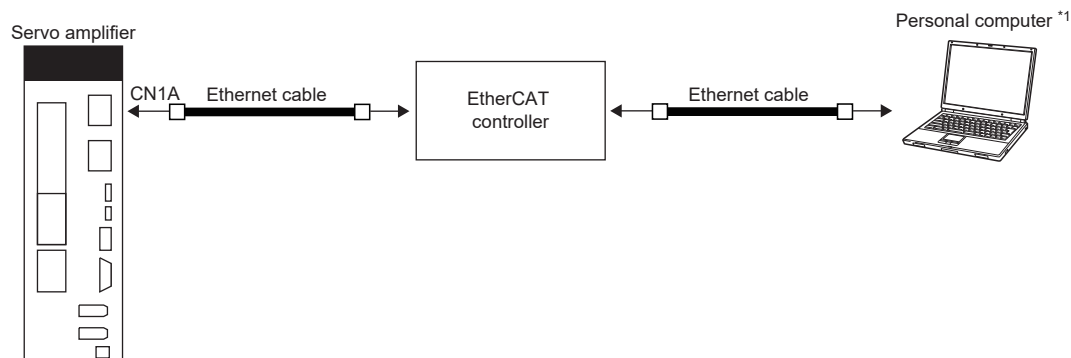 Personal computer *1
Servo amplifier
CN1A
Ethernet cable
EtherCAT
controller
Ethernet cable